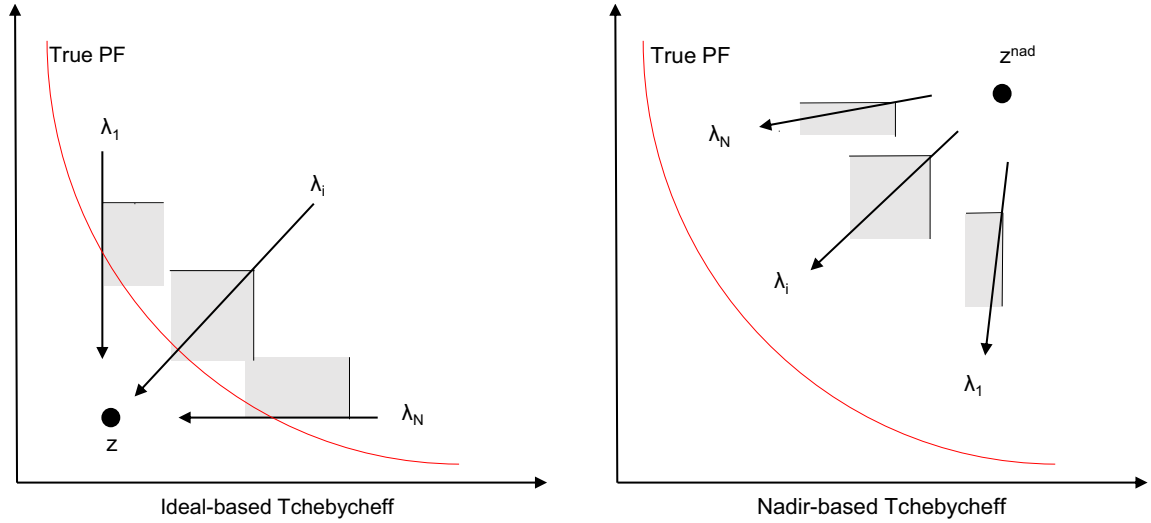 True PF
λ1
λi
λN
z
Ideal-based Tchebycheff
True PF
znad
λN
λi
λ1
Nadir-based Tchebycheff